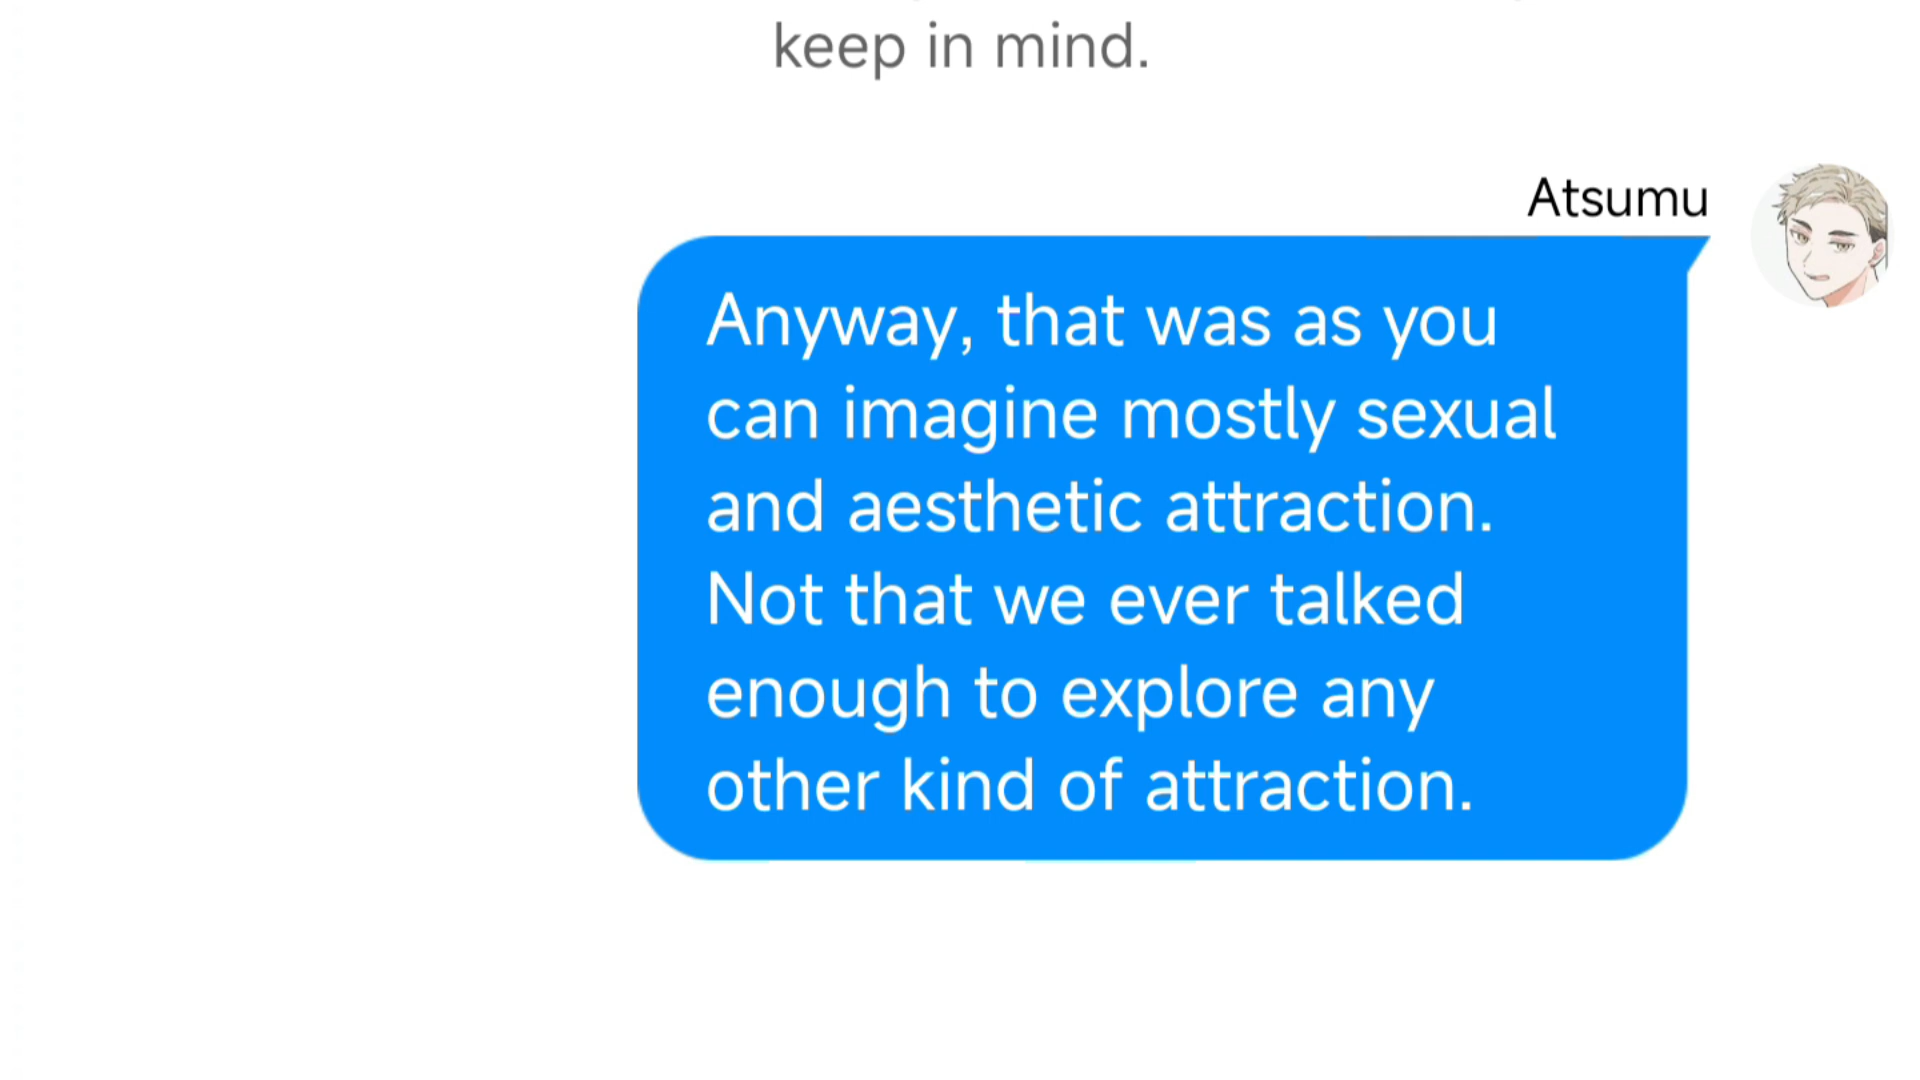 keep in mind.
Atsumu
Anyway, that was as you
can imagine mostly sexual
and aesthetic attraction.
Not that we ever talked
enough to explore any
other kind of attraction.